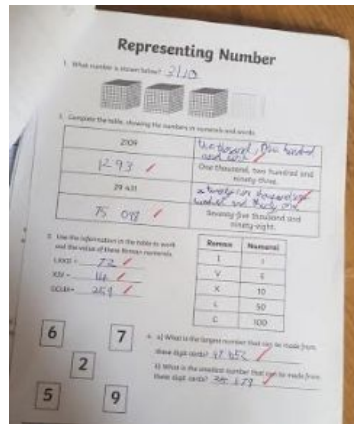 Representing Number
1. What number is shown below?
2. Complete the table, showing the numbers in numerals and words.
2109
1293
One thousand, two hundred and
ninety-three.
29 431
75 098
Seventy-five thousand and
ninety-eight.
3. Use the information in the table to work
out the value of these Roman numerals.
Roman Numeral
I 1
V 5
X 10
L 50
C 100
LXXII = 72
XIV =
259
6 7
2
5 9
4. a) What is the largest number that can be made from
these digit cards?
b) What is the smallest number that can be made from
these digit cards?